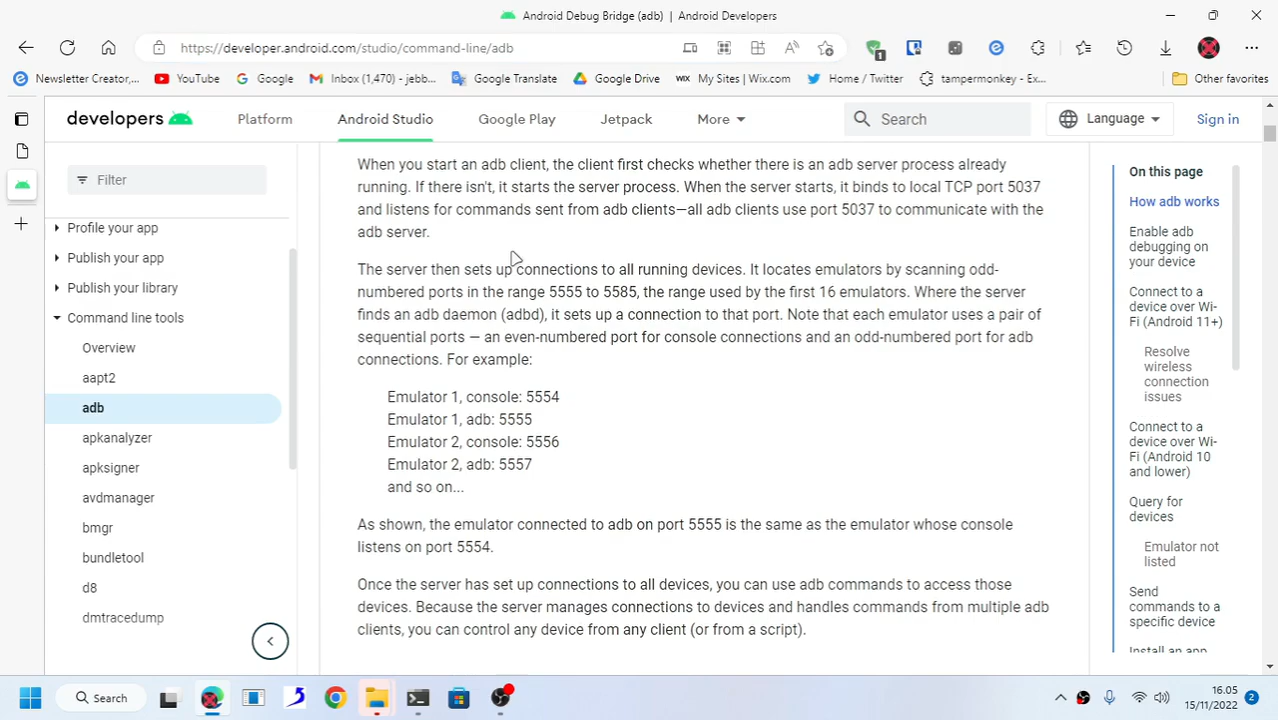 Android Debug Bridge (adb) | Android Developers
https://developer.android.com/studio/command-line/adb
1
Newsletter Creator,...
YouTube
Google
Inbox (1,470) - jebb...
Google Translate
Google Drive
WiX My Sites | Wix.com
Home / Twitter
tampermonkey - Ex...
Other favorites
developers
Platform
Android Studio
Google Play
Jetpack
More
Search
Language
Sign in
Filter
Profile your app
Publish your app
Publish your library
Command line tools
Overview
aapt2
adb
apkanalyzer
apksigner
avdmanager
bmgr
bundletool
d8
dmtracedump
When you start an adb client, the client first checks whether there is an adb server process already
running. If there isn't, it starts the server process. When the server starts, it binds to local TCP port 5037
and listens for commands sent from adb clients—all adb clients use port 5037 to communicate with the
adb server.
The server then sets up connections to all running devices. It locates emulators by scanning odd-
numbered ports in the range 5555 to 5585, the range used by the first 16 emulators. Where the server
finds an adb daemon (adbd), it sets up a connection to that port. Note that each emulator uses a pair of
sequential ports — an even-numbered port for console connections and an odd-numbered port for adb
connections. For example:
Emulator 1, console: 5554
Emulator 1, adb: 5555
Emulator 2, console: 5556
Emulator 2, adb: 5557
and so on...
As shown, the emulator connected to adb on port 5555 is the same as the emulator whose console
listens on port 5554.
Once the server has set up connections to all devices, you can use adb commands to access those
devices. Because the server manages connections to devices and handles commands from multiple adb
clients, you can control any device from any client (or from a script).
On this page
How adb works
Enable adb
debugging on
your device
Connect to a
device over Wi-
Fi (Android 11+)
Resolve
wireless
connection
issues
Connect to a
device over Wi-
Fi (Android 10
and lower)
Query for
devices
Emulator not
listed
Send
commands to a
specific device
Install an app
Search
16.05
15/11/2022
2